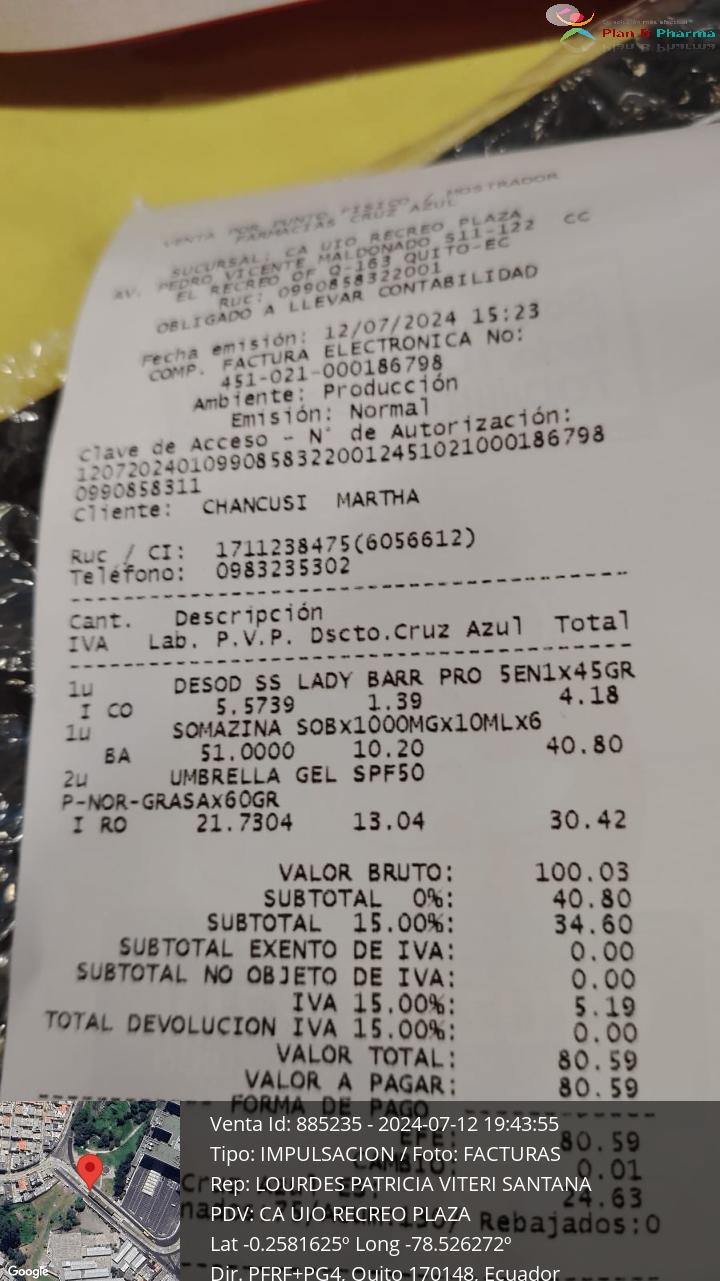 Plan & Pharma
VENTA POR PUNTO FISICO / MOSTRADOR
FARMACIAS CRUZ AZUL
SUCURSAL: CA UIO RECREO PLAZA
AV. PEDRO VICENTE MALDONADO S11-122 CC
EL RECREO OF Q-163 QUITO-EC
RUC: 0990858322001
OBLIGADO A LLEVAR CONTABILIDAD
Fecha emisión: 12/07/2024 15:23
COMP. FACTURA ELECTRONICA No:
451-021-000186798
Ambiente: Producción
Emisión: Normal
Clave de Acceso - N° de Autorización:
120720240109908583220012451021000186798
0990858311
Cliente: CHANCUSI MARTHA
Ruc / CI: 1711238475(6056612)
Teléfono: 0983235302
Cant. Descripción
IVA Lab. P.V.P. Dscto.Cruz Azul Total
1u DESOD SS LADY BARR PRO 5EN1x45GR
I CO 5.5739 1.39 4.18
1u SOMAZINA SOBx1000MGx10MLx6
BA 51.0000 10.20 40.80
2u UMBRELLA GEL SPF50
P-NOR-GRASAx60GR
I RO 21.7304 13.04 30.42
VALOR BRUTO: 100.03
SUBTOTAL 0%: 40.80
SUBTOTAL 15.00%: 34.60
SUBTOTAL EXENTO DE IVA: 0.00
SUBTOTAL NO OBJETO DE IVA: 0.00
IVA 15.00%: 5.19
TOTAL DEVOLUCION IVA 15.00%: 0.00
VALOR TOTAL: 80.59
VALOR A PAGAR: 80.59
FORMA DE PAGO
EFE: 80.59
CAMBIO: 0.01
24.63
Rebajados:0
Venta Id: 885235 - 2024-07-12 19:43:55
Tipo: IMPULSACION / Foto: FACTURAS
Rep: LOURDES PATRICIA VITERI SANTANA
PDV: CA UIO RECREO PLAZA
Lat -0.2581625º Long -78.526272º
Dir. PFRF+PG4, Quito 170148, Ecuador
Google